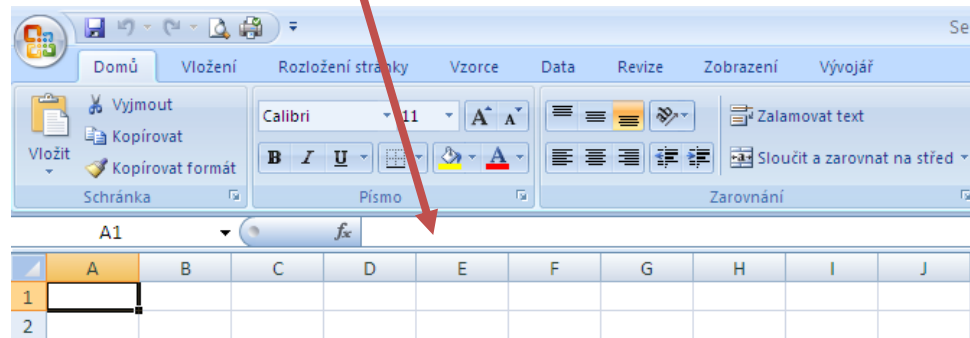 Se
Domů Vložení Rozložení stránky Vzorce Data Revize Zobrazení Vývojář
Vložit
Vyjmout
Kopírovat
Kopírovat formát
Schránka
Calibri 11 A A
B I U A
Písmo
Zalamovat text
Sloučit a zarovnat na střed
Zarovnání
A1 fx
A B C D E F G H I J
1
2